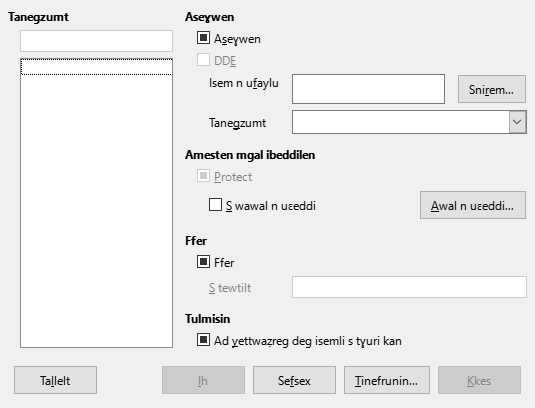 Tanegzumt
Aseɣwen
Aseɣwen
DDE
Isem n ufaylu
Snirem...
Tanegzumt
Amesten mgal ibeddilen
Protect
S wawal n uɛeddi
Awal n uɛeddi...
Ffer
Ffer
S tewtilt
Tulmisin
Ad yettwaẓreg deg isemli s tɣuri kan
Tallelt
Ih
Sefsex
Tinefrunin...
Kkes